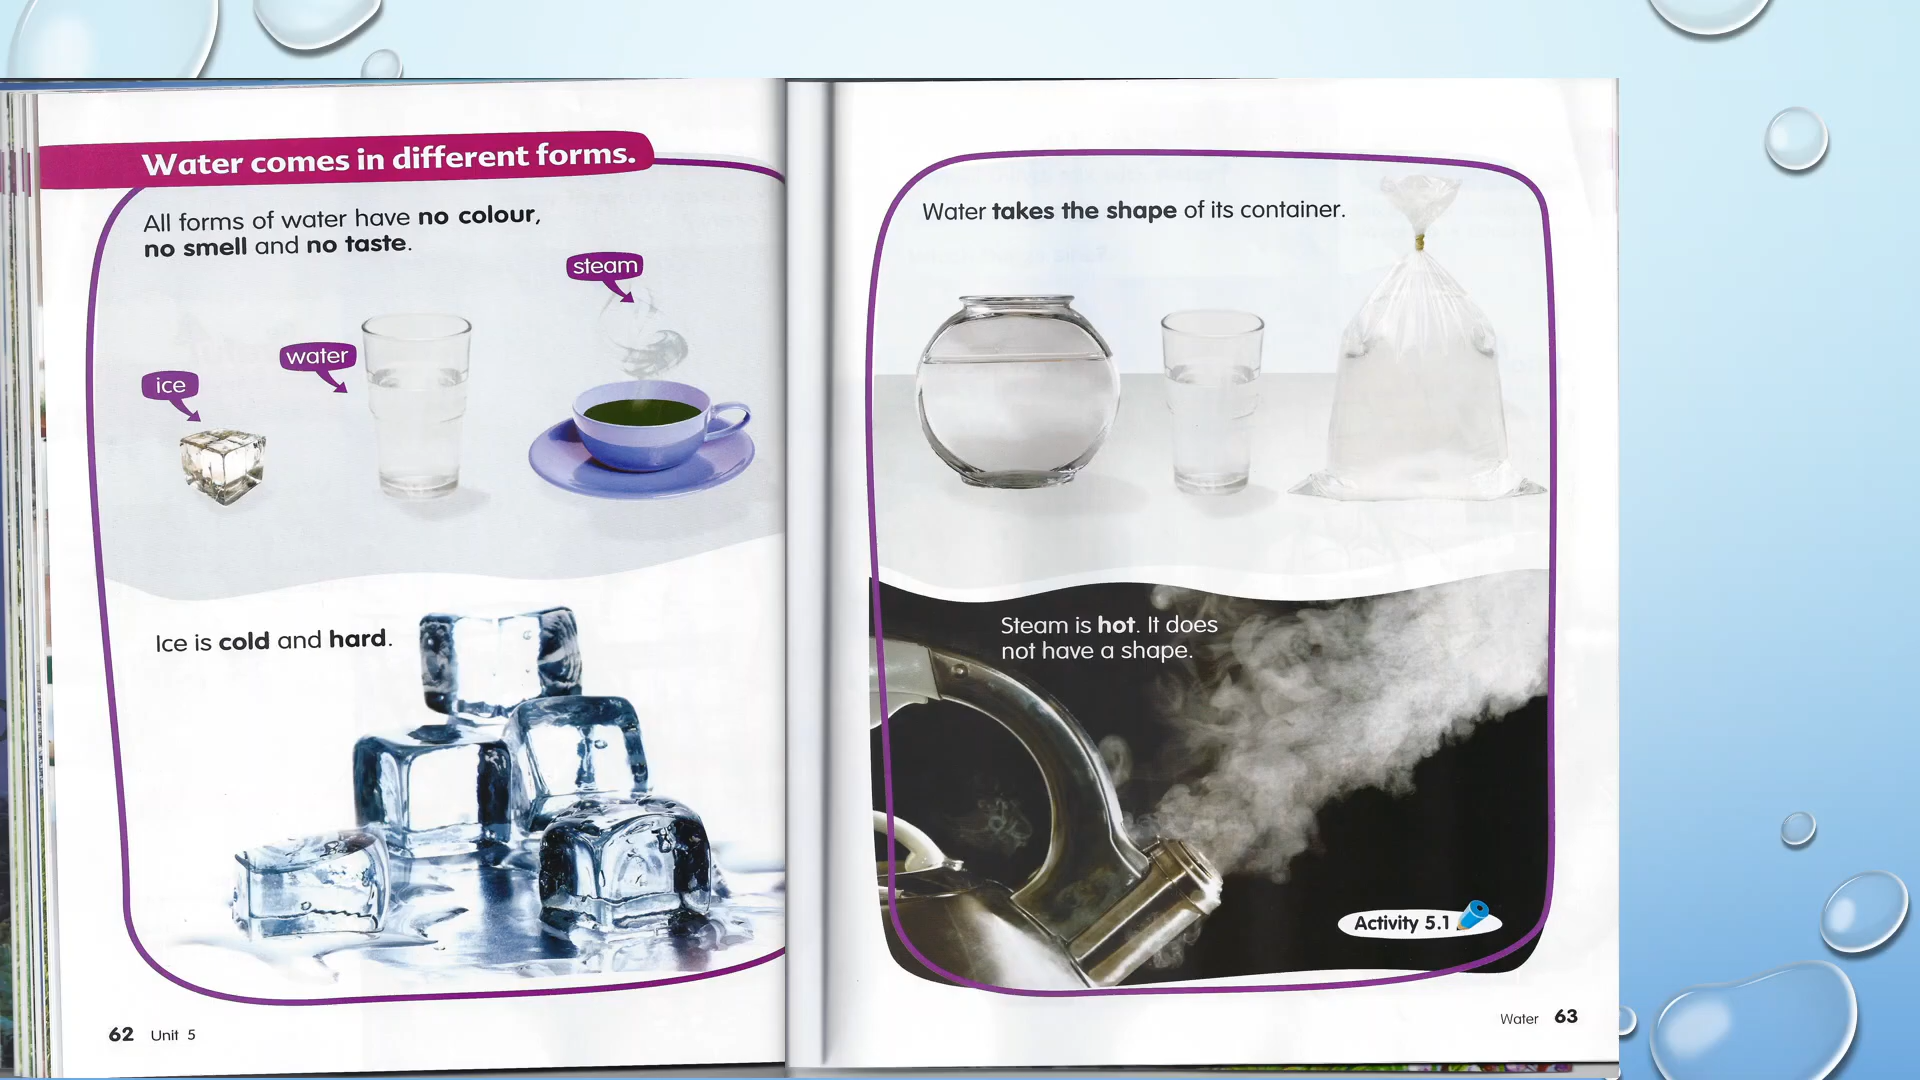 Water comes in different forms.
All forms of water have no colour,
no smell and no taste.
steam
water
ice
Ice is cold and hard.
62 Unit 5
Water takes the shape of its container.
Steam is hot. It does
not have a shape.
Activity 5.1
Water 63